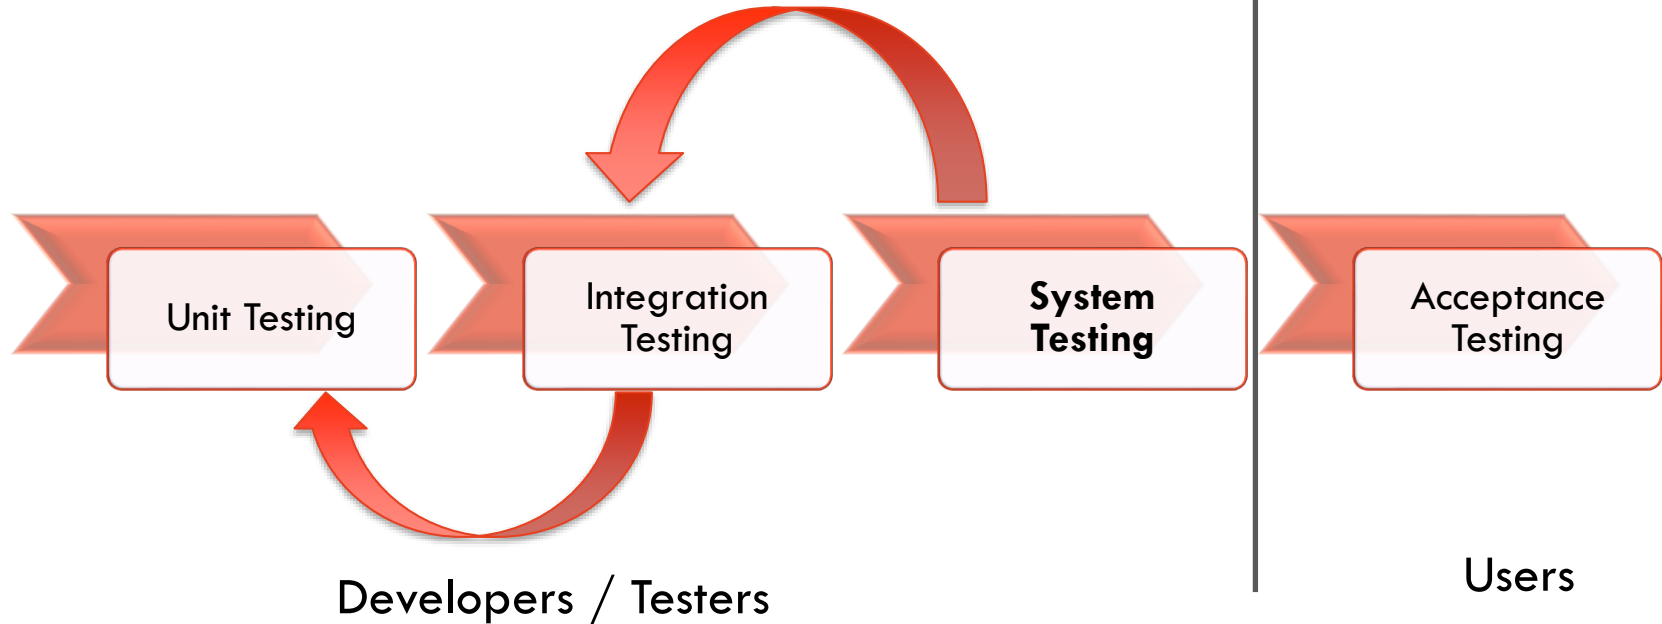 Unit Testing
Integration
Testing
System
Testing
Acceptance
Testing
Developers / Testers
Users